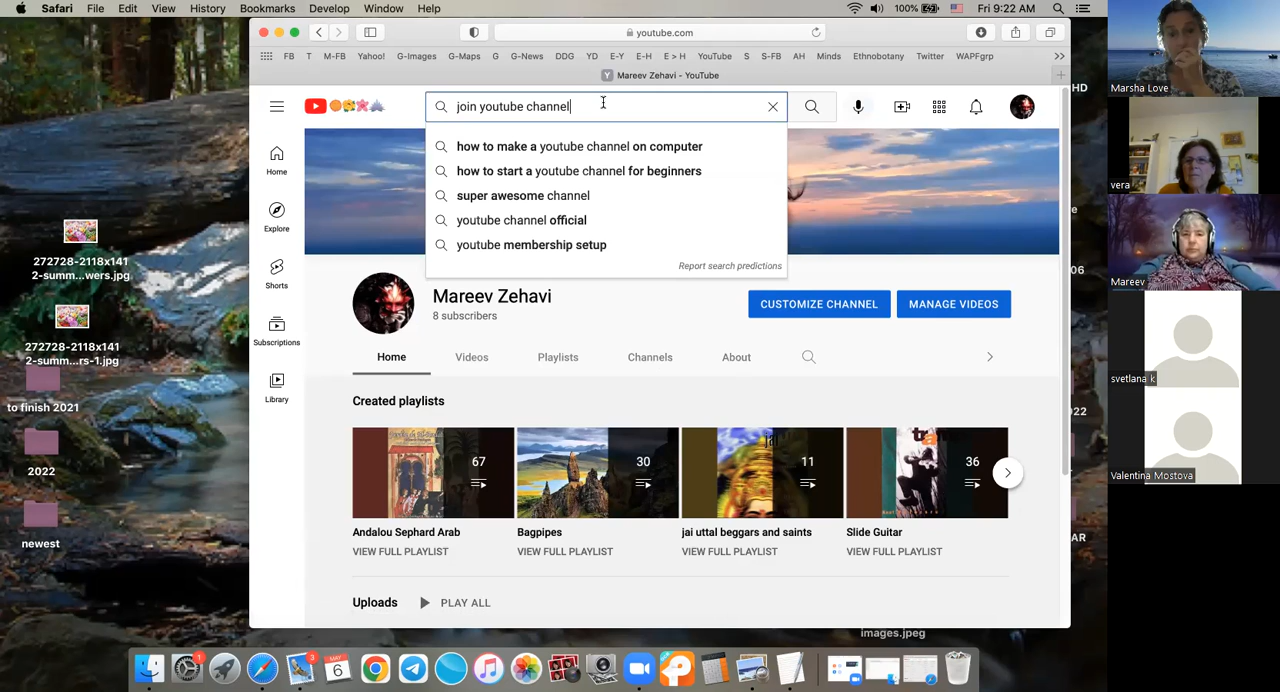 Safari File Edit View History Bookmarks Develop Window Help
100% Fri 9:22 AM
youtube.com
FB T M-FB Yahoo! G-Images G-Maps G G-News DDG YD E-Y E-H E > H YouTube S S-FB AH Minds Ethnobotany Twitter WAPFgrp
Mareev Zehavi - YouTube
HD
join youtube channel
how to make a youtube channel on computer
how to start a youtube channel for beginners
super awesome channel
youtube channel official
youtube membership setup
Report search predictions
Home
Explore
Shorts
Subscriptions
Library
Mareev Zehavi
8 subscribers
CUSTOMIZE CHANNEL MANAGE VIDEOS
Home Videos Playlists Channels About
Created playlists
67 30 11 36
Andalou Sephard Arab Bagpipes jai uttal beggars and saints Slide Guitar
VIEW FULL PLAYLIST VIEW FULL PLAYLIST VIEW FULL PLAYLIST VIEW FULL PLAYLIST
Uploads PLAY ALL
images.jpeg
272728-2118x141
2-summ...wers.jpg
272728-2118x141
2-summ...rs-1.jpg
to finish 2021
2022
newest
Marsha Love
vera
Mareev
svetlana k
Valentina Mostova
1
3
MAY
6